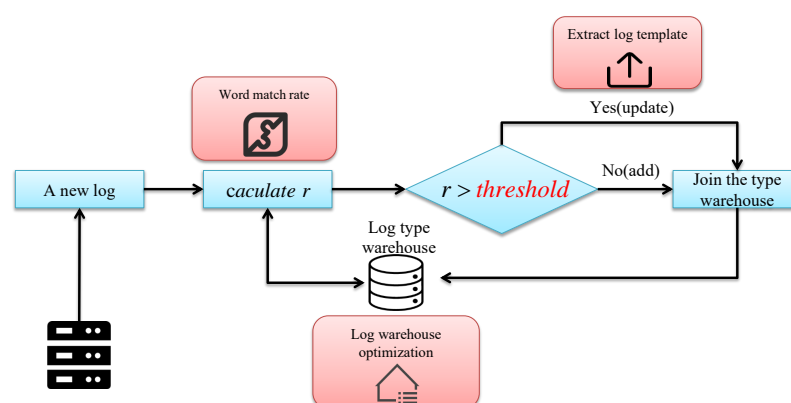 Extract log template
Word match rate
Yes(update)
A new log
caculate r
r > threshold
No(add)
Join the type
warehouse
Log type
warehouse
Log warehouse
optimization